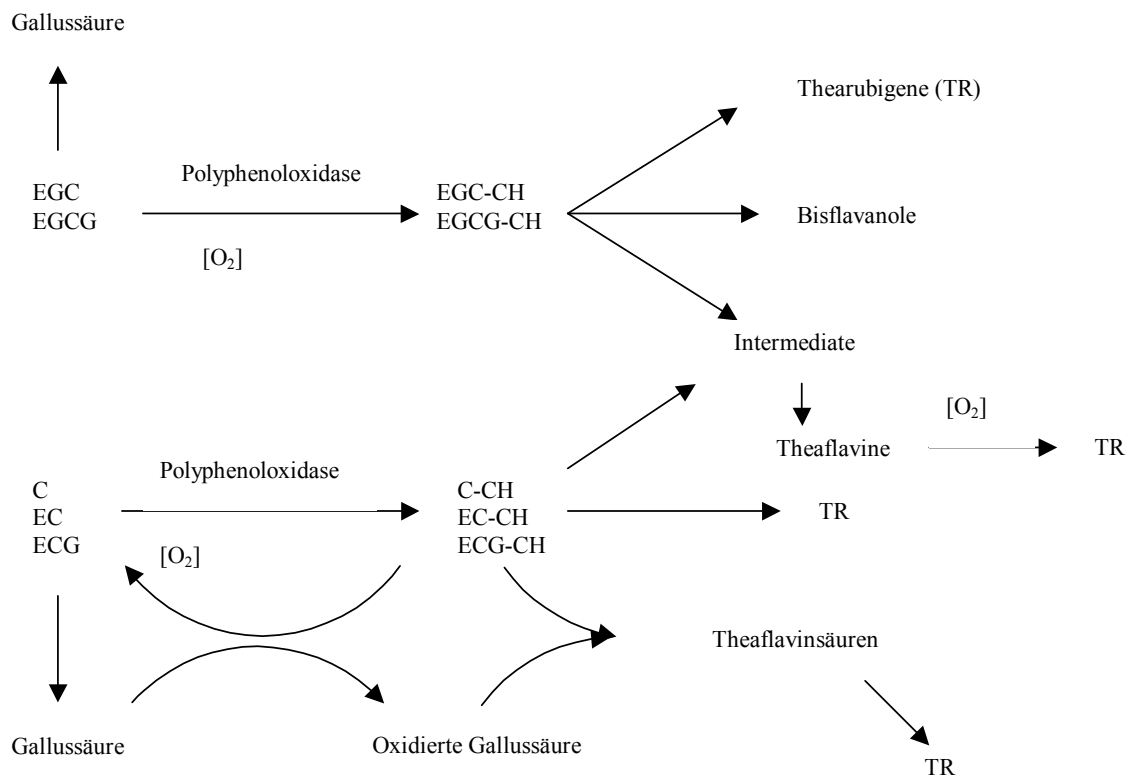 Gallussäure
Thearubigene (TR)
Polyphenoloxidase
EGC
EGCG
EGC-CH
EGCG-CH
Bisflavanole
[O₂]
Intermediate
[O₂]
Theaflavine
TR
Polyphenoloxidase
C
EC
ECG
C-CH
EC-CH
ECG-CH
TR
[O₂]
Theaflavinsäuren
Gallussäure
Oxidierte Gallussäure
TR